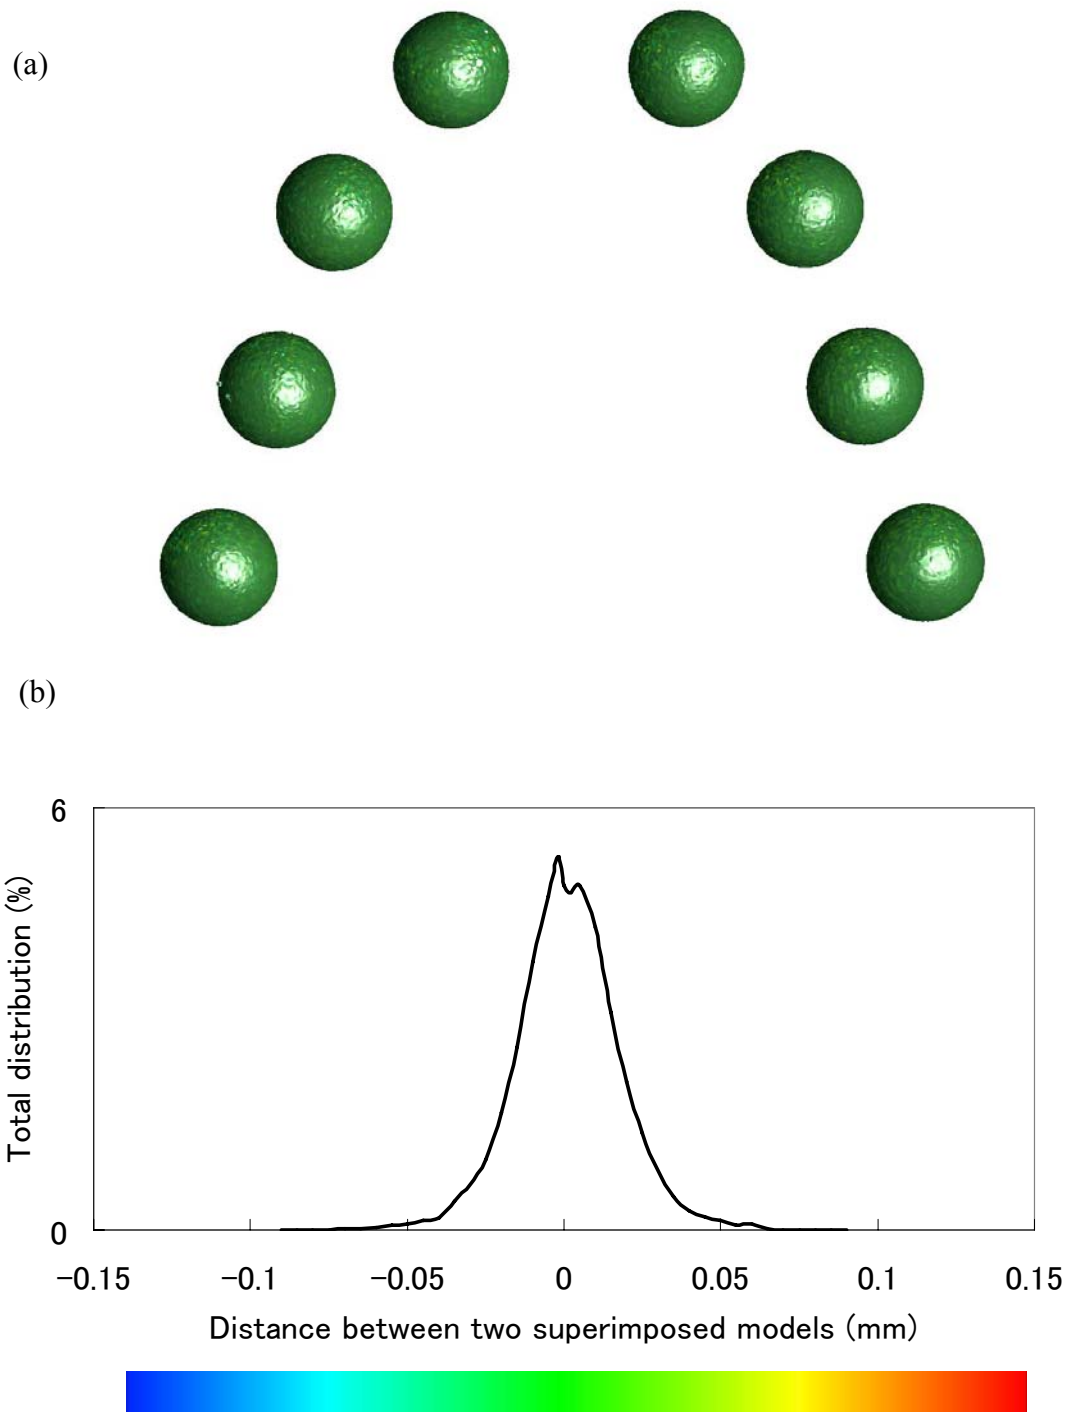 (a)
(b)
6
Total distribution (%)
0
−0.15 −0.1 −0.05 0 0.05 0.1 0.15
Distance between two superimposed models (mm)